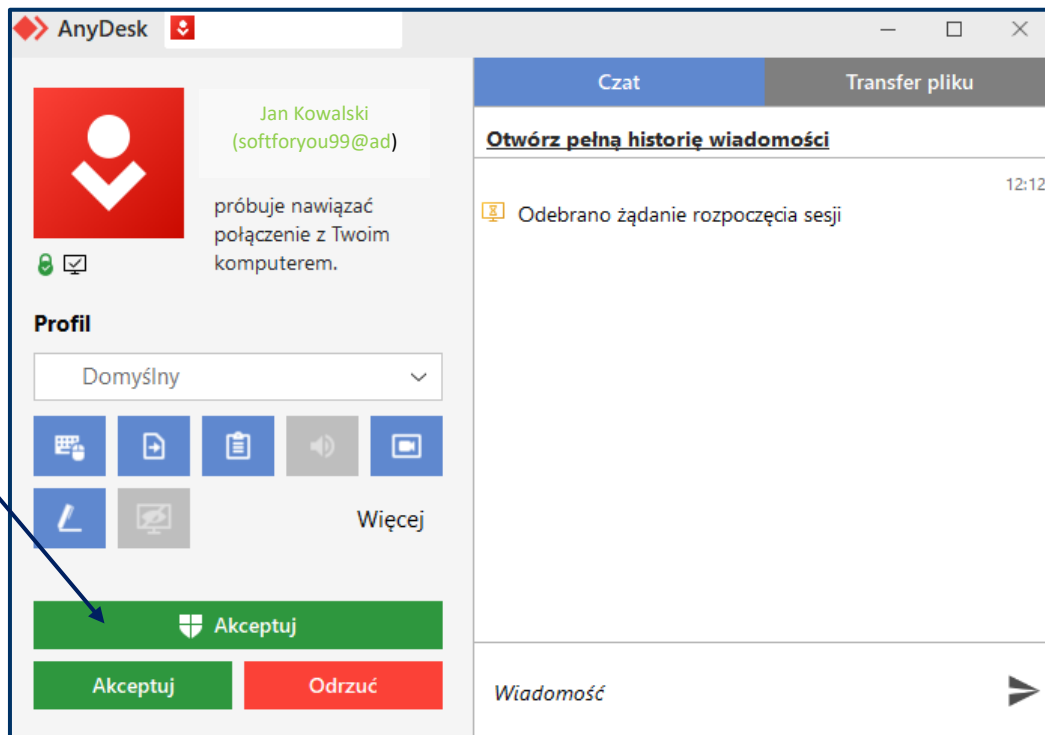 AnyDesk
Czat
Transfer pliku
Jan Kowalski
(softforyou99@ad)
próbuje nawiązać
połączenie z Twoim
komputerem.
Otwórz pełną historię wiadomości
12:12
Odebrano żądanie rozpoczęcia sesji
Profil
Domyślny
Więcej
Akceptuj
Akceptuj
Odrzuć
Wiadomość